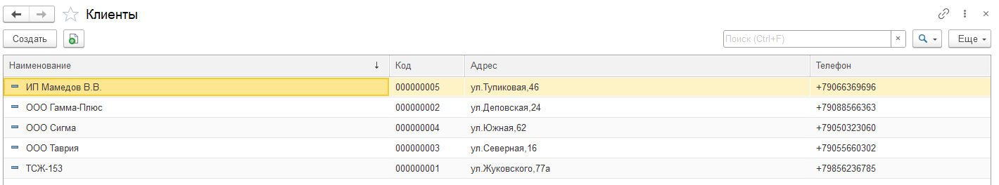 Клиенты
Создать Поиск (Ctrl+F) × Еще
Наименование ↓ Код Адрес Телефон
ИП Мамедов В.В. 000000005 ул.Тупиковая,46 +79066369696
ООО Гамма-Плюс 000000002 ул.Деповская,24 +79088566363
ООО Сигма 000000004 ул.Южная,62 +79050323060
ООО Таврия 000000003 ул.Северная,16 +79055660302
ТСЖ-153 000000001 ул.Жуковского,77а +79856236785